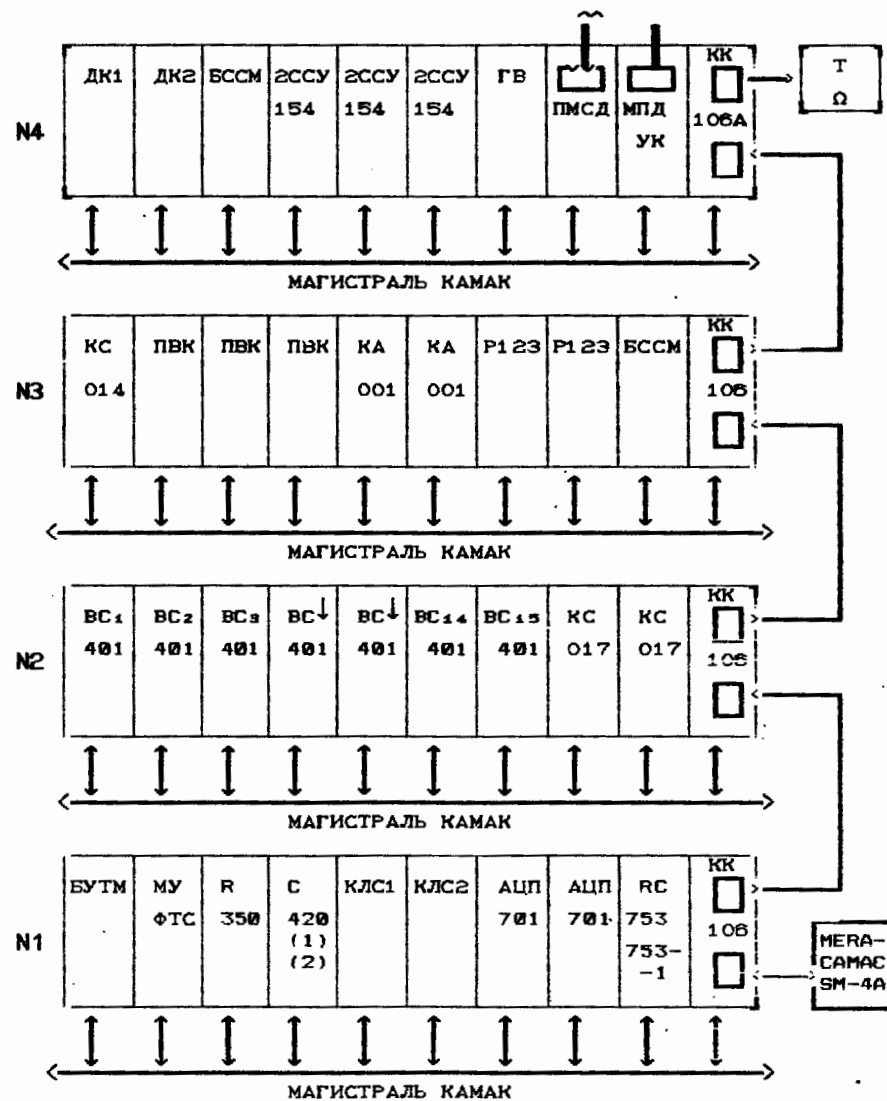 ДК1 ДК2 БССМ 2ССУ 2ССУ 2ССУ ГВ КК Т
154 154 154 ПМСД МПД 106А Ω
N4 УК
МАГИСТРАЛЬ КАМАК
КС ПВК ПВК ПВК КА КА Р123 Р123 БССМ КК
N3 014 001 001 106
МАГИСТРАЛЬ КАМАК
ВС1 ВС2 ВС3 ВС↓ ВС↓ ВС14 ВС15 КС КС КК
N2 401 401 401 401 401 401 401 017 017 106
МАГИСТРАЛЬ КАМАК
БУТМ МУ R С КЛС1 КЛС2 АЦП АЦП RC КК
ФТС 350 420 701 701 753 106
N1 (1) 753-
(2) -1
MERA-
CAMAC
SM-4A
МАГИСТРАЛЬ КАМАК